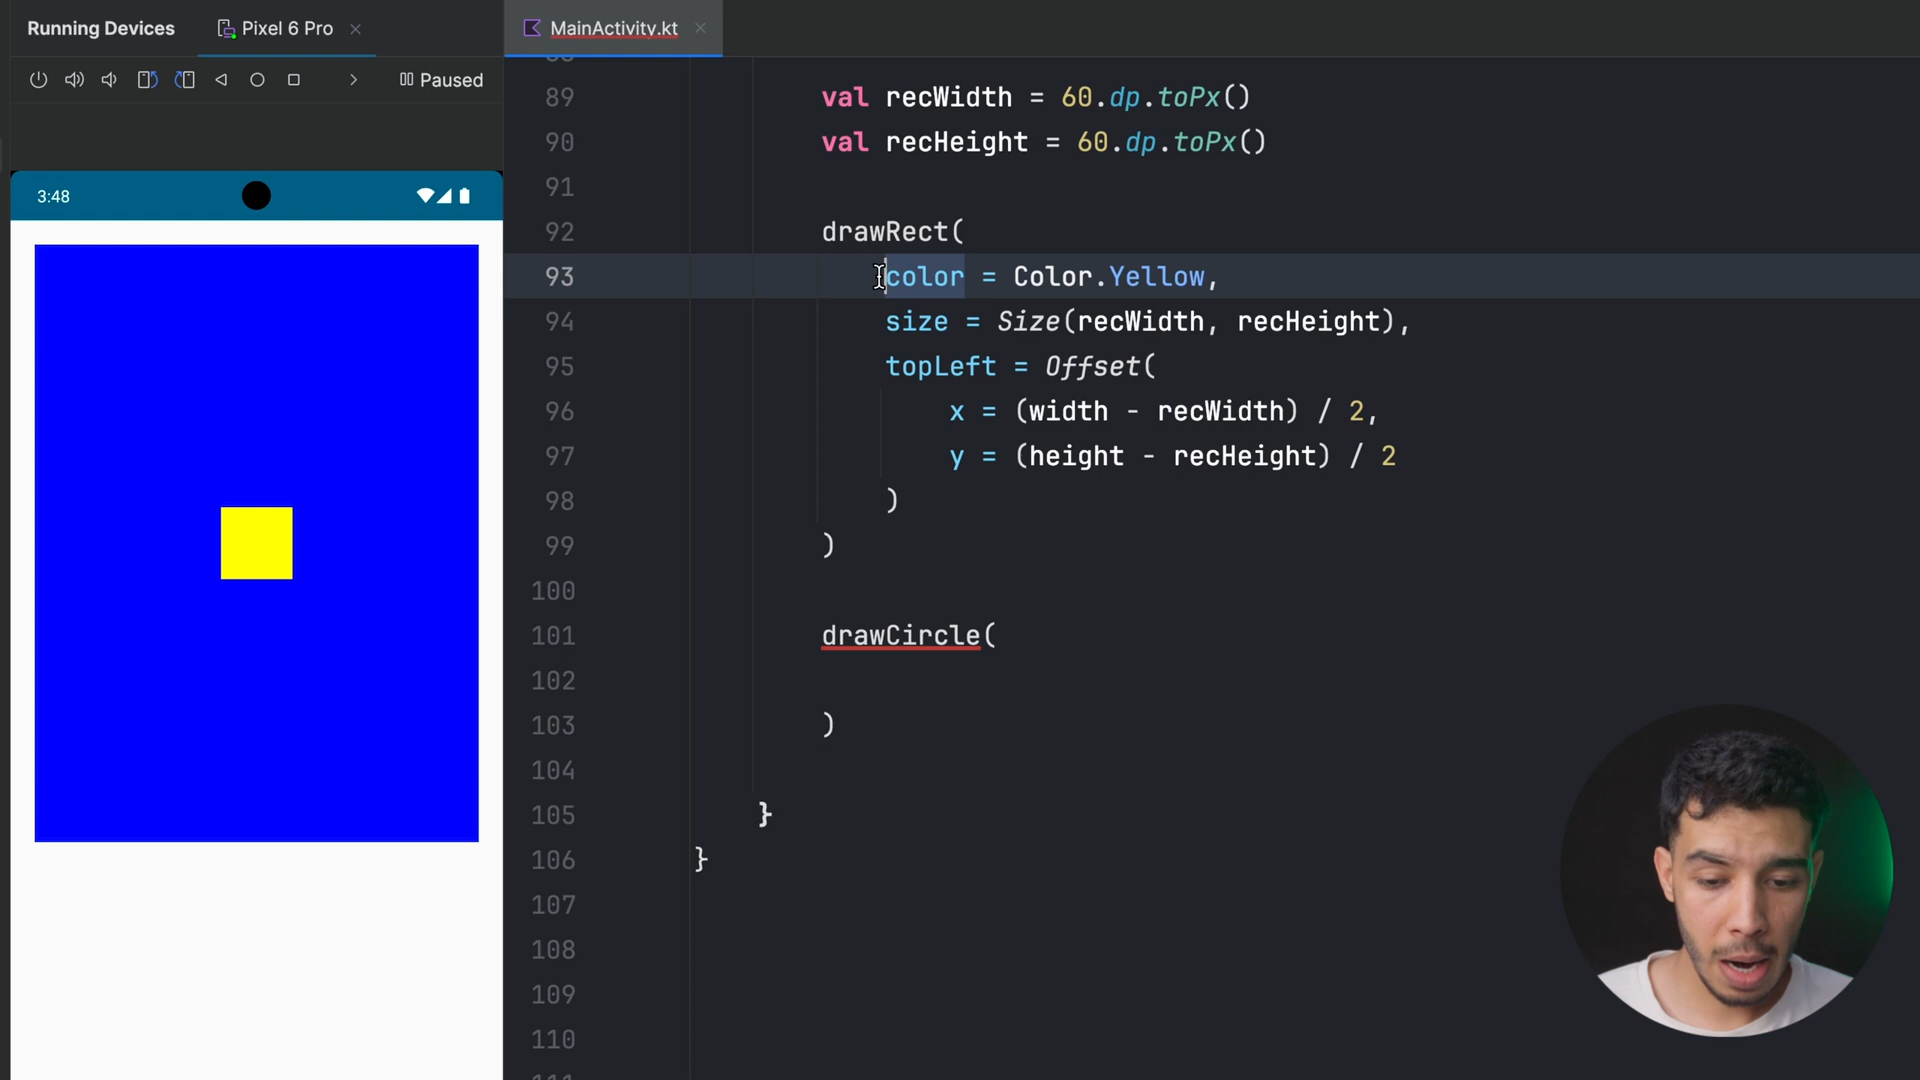 Running Devices
Pixel 6 Pro
MainActivity.kt
Paused
3:48
89 val recWidth = 60.dp.toPx()
90 val recHeight = 60.dp.toPx()
91
92 drawRect(
93 color = Color.Yellow,
94 size = Size(recWidth, recHeight),
95 topLeft = Offset(
96 x = (width - recWidth) / 2,
97 y = (height - recHeight) / 2
98 )
99 )
100
101 drawCircle(
102
103 )
104
105 }
106 }
107
108
109
110